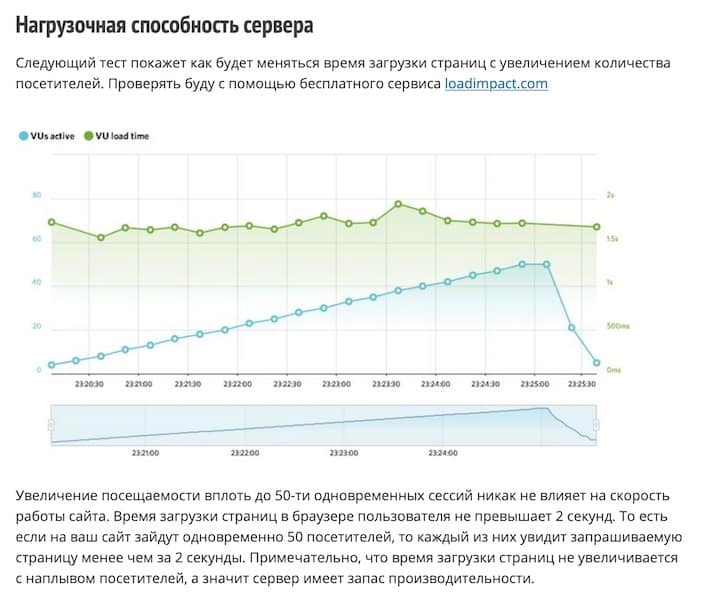 Нагрузочная способность сервера
Следующий тест покажет как будет меняться время загрузки страниц с увеличением количества
посетителей. Проверять буду с помощью бесплатного сервиса loadimpact.com
VUs active VU load time
80 2s
60 1.5s
40 1s
20 500ms
0 0ms
23:20:30 23:21:00 23:21:30 23:22:00 23:22:30 23:23:00 23:23:30 23:24:00 23:24:30 23:25:00 23:25:30
23:21:00 23:22:00 23:23:00 23:24:00
Увеличение посещаемости вплоть до 50-ти одновременных сессий никак не влияет на скорость
работы сайта. Время загрузки страниц в браузере пользователя не превышает 2 секунд. То есть
если на ваш сайт зайдут одновременно 50 посетителей, то каждый из них увидит запрашиваемую
страницу менее чем за 2 секунды. Примечательно, что время загрузки страниц не увеличивается
с наплывом посетителей, а значит сервер имеет запас производительности.